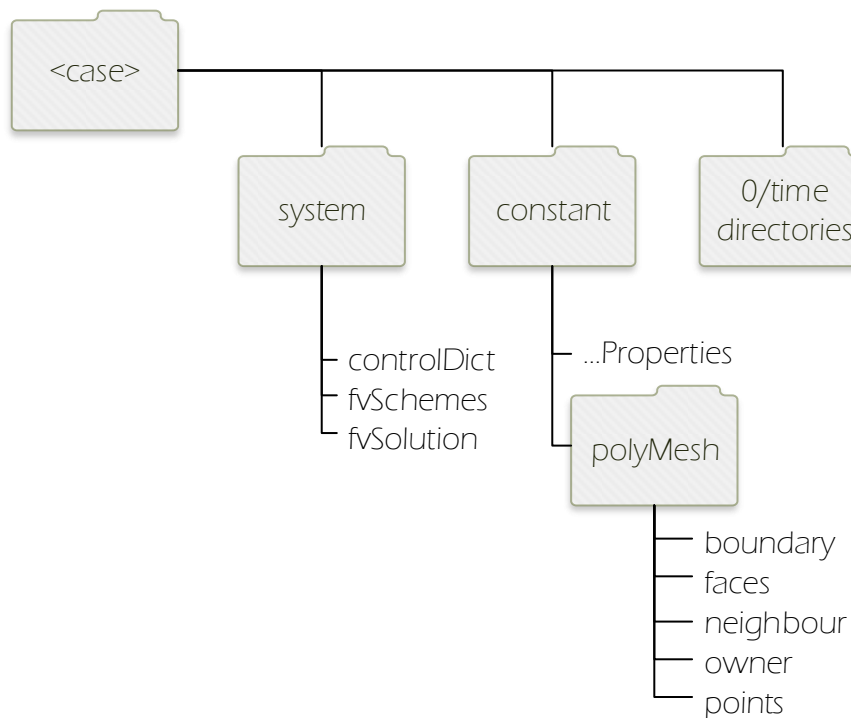 <case>
system
constant
0/time
directories
controlDict
fvSchemes
fvSolution
...Properties
polyMesh
boundary
faces
neighbour
owner
points